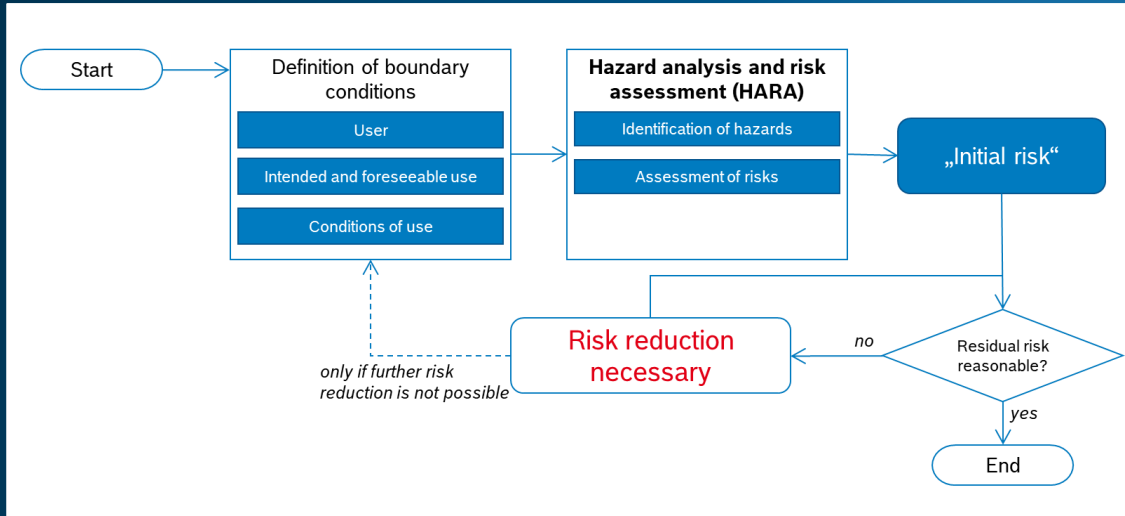 Start
Definition of boundary
conditions
User
Intended and foreseeable use
Conditions of use
Hazard analysis and risk
assessment (HARA)
Identification of hazards
Assessment of risks
„Initial risk“
Risk reduction
necessary
only if further risk
reduction is not possible
no
Residual risk
reasonable?
yes
End